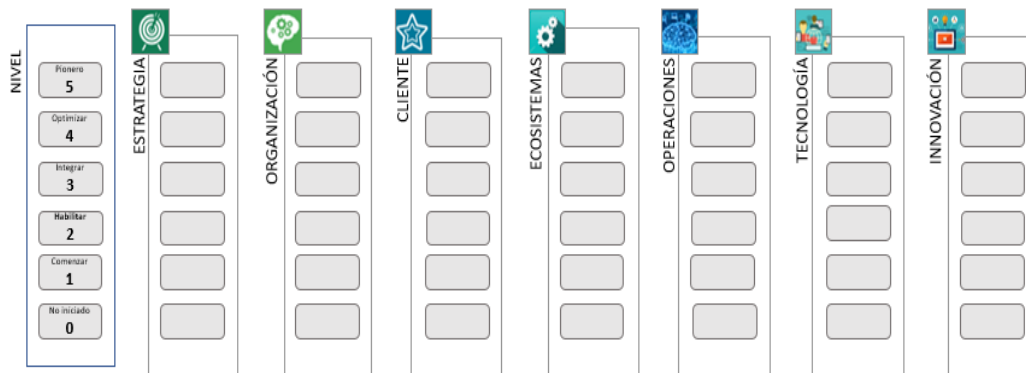 NIVEL
Pionero
5
Optimizar
4
Integrar
3
Habilitar
2
Comenzar
1
No iniciado
0
ESTRATEGIA
ORGANIZACIÓN
CLIENTE
ECOSISTEMAS
OPERACIONES
TECNOLOGÍA
INNOVACIÓN